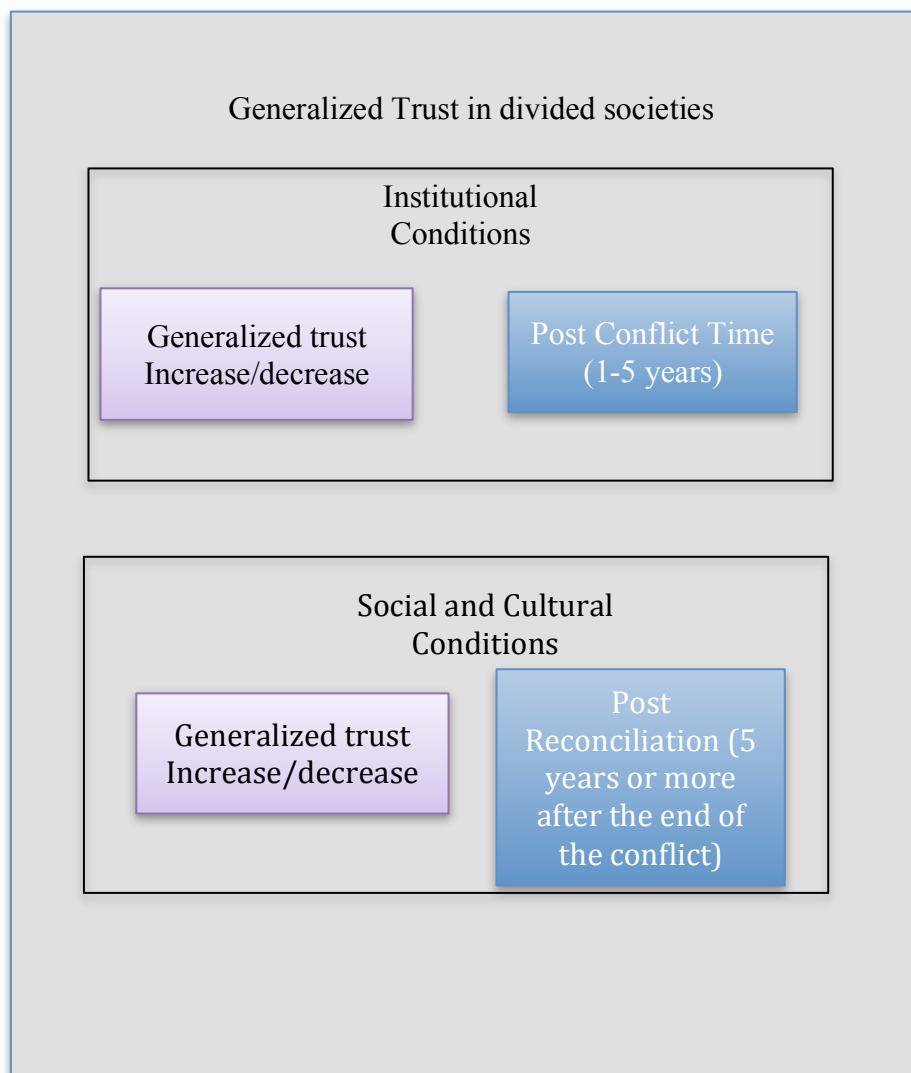 Generalized Trust in divided societies
Institutional
Conditions
Generalized trust
Increase/decrease
Post Conflict Time
(1-5 years)
Social and Cultural
Conditions
Generalized trust
Increase/decrease
Post
Reconciliation (5
years or more
after the end of
the conflict)